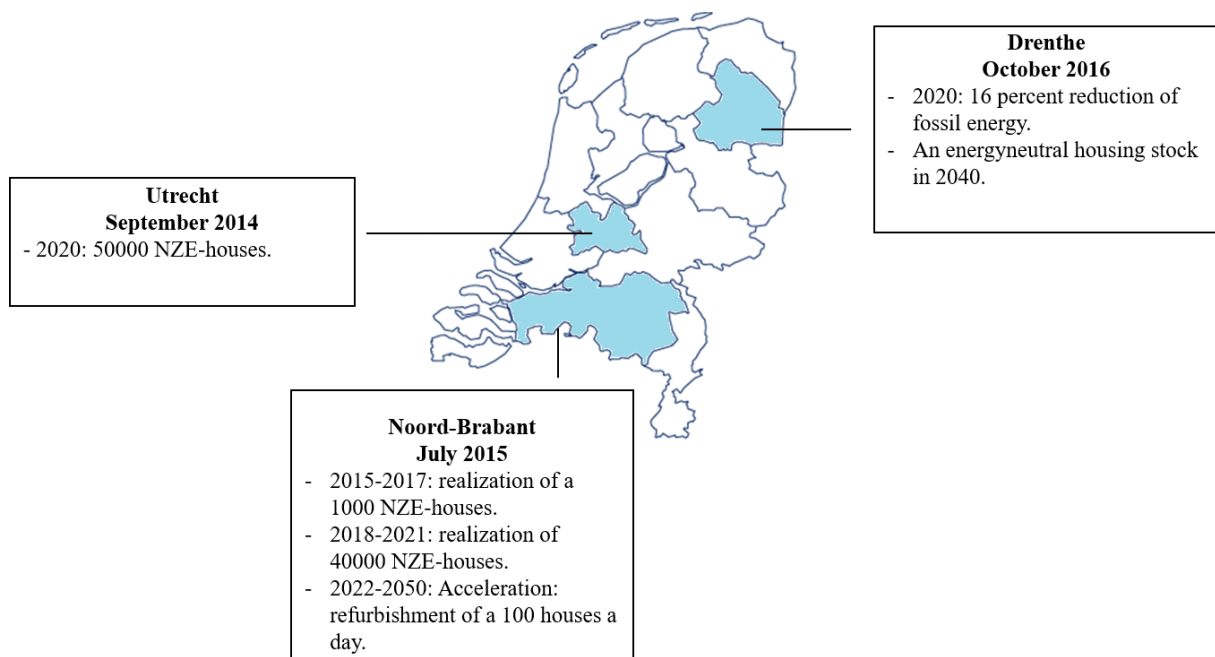 Drenthe
October 2016
- 2020: 16 percent reduction of
fossil energy.
- An energyneutral housing stock
in 2040.
Utrecht
September 2014
- 2020: 50000 NZE-houses.
Noord-Brabant
July 2015
- 2015-2017: realization of a
1000 NZE-houses.
- 2018-2021: realization of
40000 NZE-houses.
- 2022-2050: Acceleration:
refurbishment of a 100 houses a
day.